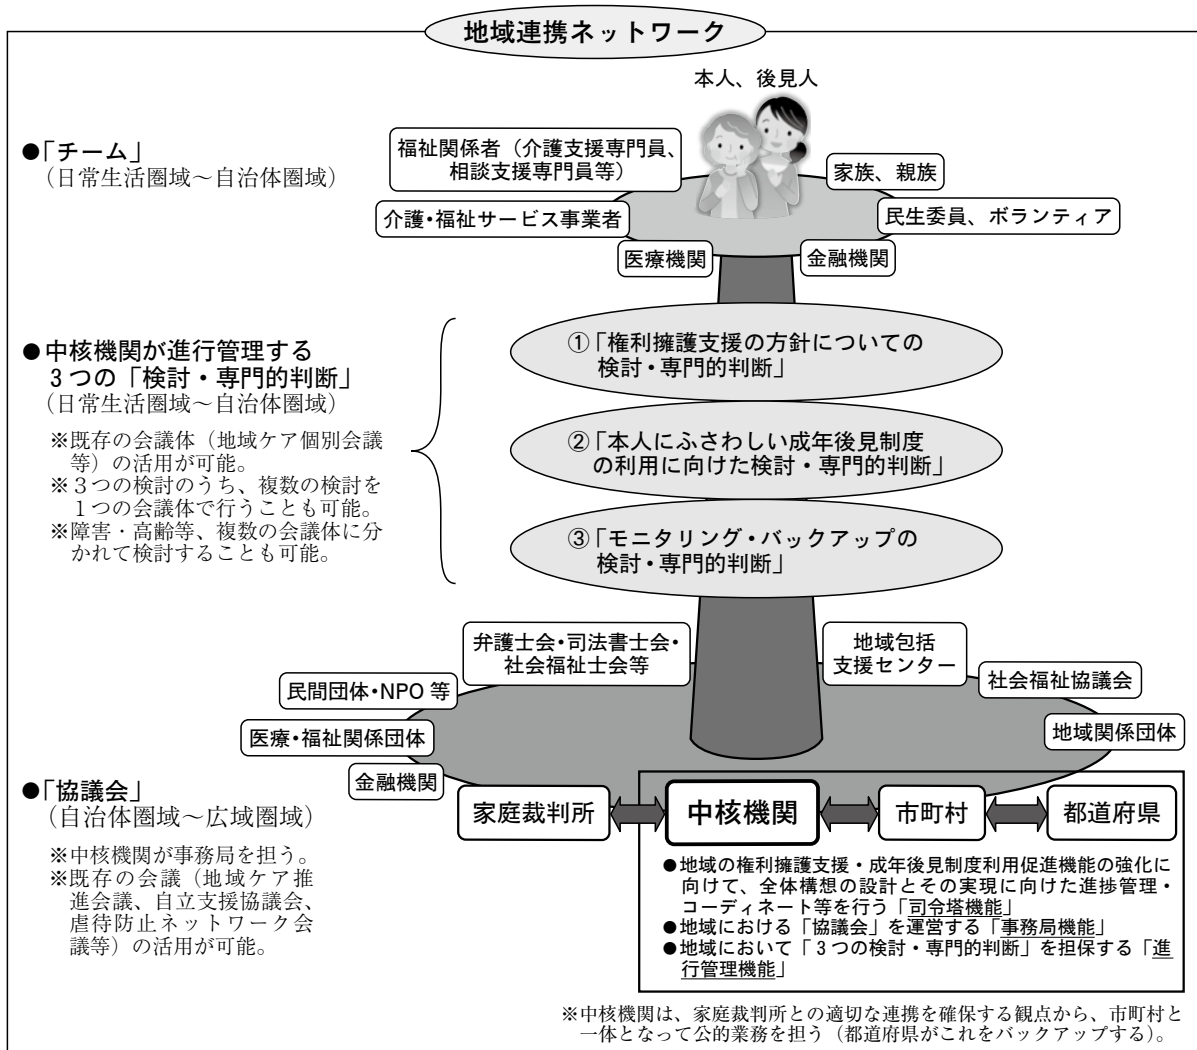 地域連携ネットワーク
本人、後見人
●「チーム」
（日常生活圏域～自治体圏域）
福祉関係者（介護支援専門員、
相談支援専門員等）
家族、親族
介護・福祉サービス事業者
民生委員、ボランティア
医療機関
金融機関
●中核機関が進行管理する
３つの「検討・専門的判断」
（日常生活圏域～自治体圏域）
※既存の会議体（地域ケア個別会議
等）の活用が可能。
※３つの検討のうち、複数の検討を
１つの会議体で行うことも可能。
※障害・高齢等、複数の会議体に分
かれて検討することも可能。
①「権利擁護支援の方針についての
検討・専門的判断」
②「本人にふさわしい成年後見制度
の利用に向けた検討・専門的判断」
③「モニタリング・バックアップの
検討・専門的判断」
弁護士会・司法書士会・
社会福祉士会等
地域包括
支援センター
民間団体・NPO 等
社会福祉協議会
医療・福祉関係団体
地域関係団体
金融機関
●「協議会」
（自治体圏域～広域圏域）
※中核機関が事務局を担う。
※既存の会議（地域ケア推
進会議、自立支援協議会、
虐待防止ネットワーク会
議等）の活用が可能。
家庭裁判所
中核機関
市町村
都道府県
●地域の権利擁護支援・成年後見制度利用促進機能の強化に
向けて、全体構想の設計とその実現に向けた進捗管理・
コーディネート等を行う「司令塔機能」
●地域における「協議会」を運営する「事務局機能」
●地域において「３つの検討・専門的判断」を担保する「進
行管理機能」
※中核機関は、家庭裁判所との適切な連携を確保する観点から、市町村と
一体となって公的業務を担う（都道府県がこれをバックアップする）。